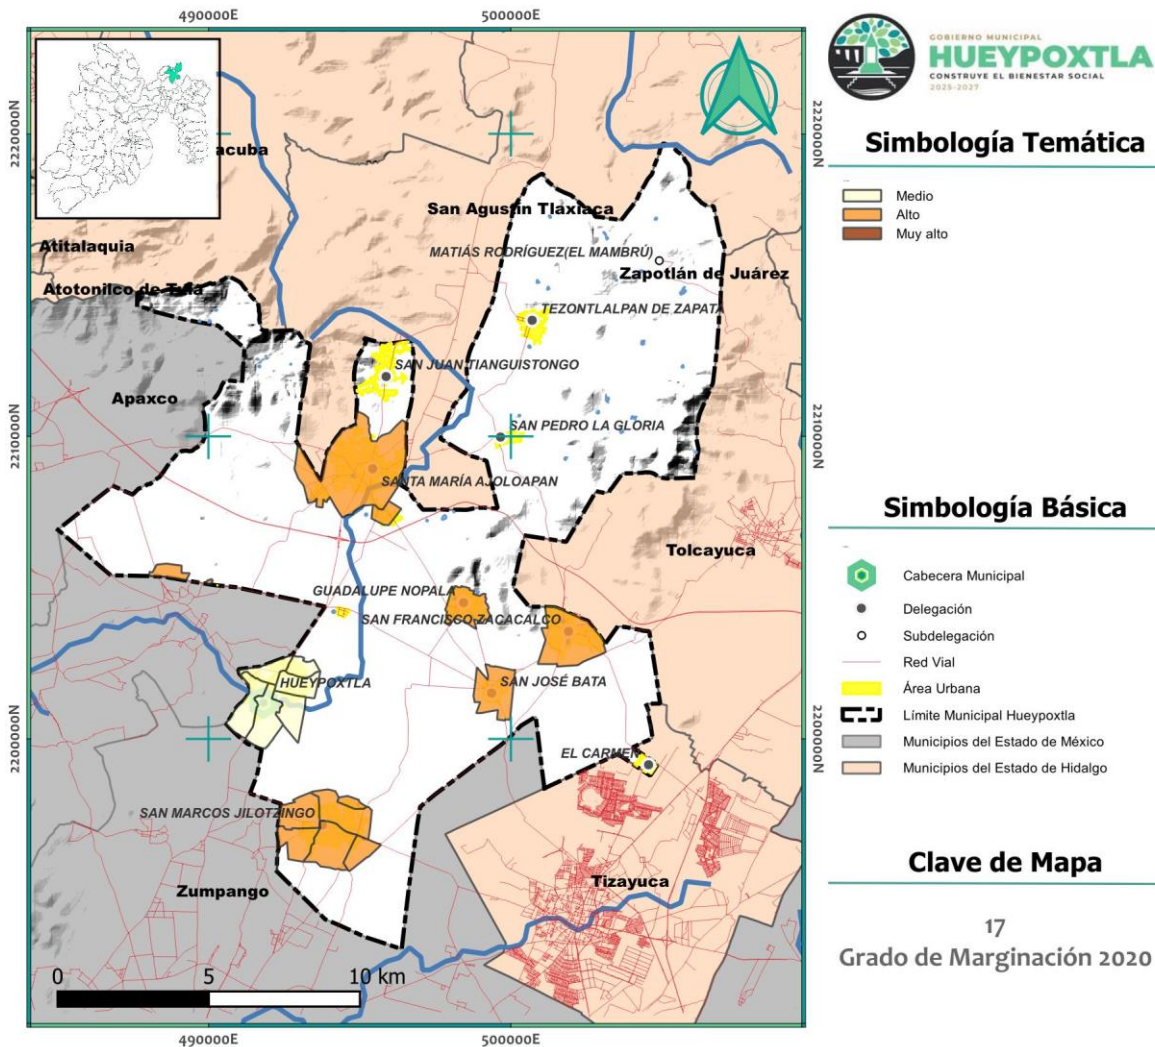 490000E
500000E
2220000N
2210000N
2200000N
2220000N
2210000N
2200000N
acuba
San Agustín Tlaxiaca
MATIÁS RODRÍGUEZ(EL MAMBRÚ)
Atitalaquia
Zapotlán de Juárez
Atotonilco de Tula
TEZONTLALPAN DE ZAPATA
SAN JUAN TIANGUISTONGO
Apaxco
SAN PEDRO LA GLORIA
SANTA MARÍA AJOLOAPAN
Tolcayuca
GUADALUPE NOPALA
SAN FRANCISCO ZACACALCO
HUEYPOXTLA
SAN JOSÉ BATA
EL CARMEN
SAN MARCOS JILOTZINGO
Zumpango
Tizayuca
0 5 10 km
490000E
500000E
GOBIERNO MUNICIPAL
HUEYPOXTLA
CONSTRUYE EL BIENESTAR SOCIAL
2025-2027
Simbología Temática
Medio
Alto
Muy alto
Simbología Básica
Cabecera Municipal
Delegación
Subdelegación
Red Vial
Área Urbana
Límite Municipal Hueypoxtla
Municipios del Estado de México
Municipios del Estado de Hidalgo
Clave de Mapa
17
Grado de Marginación 2020